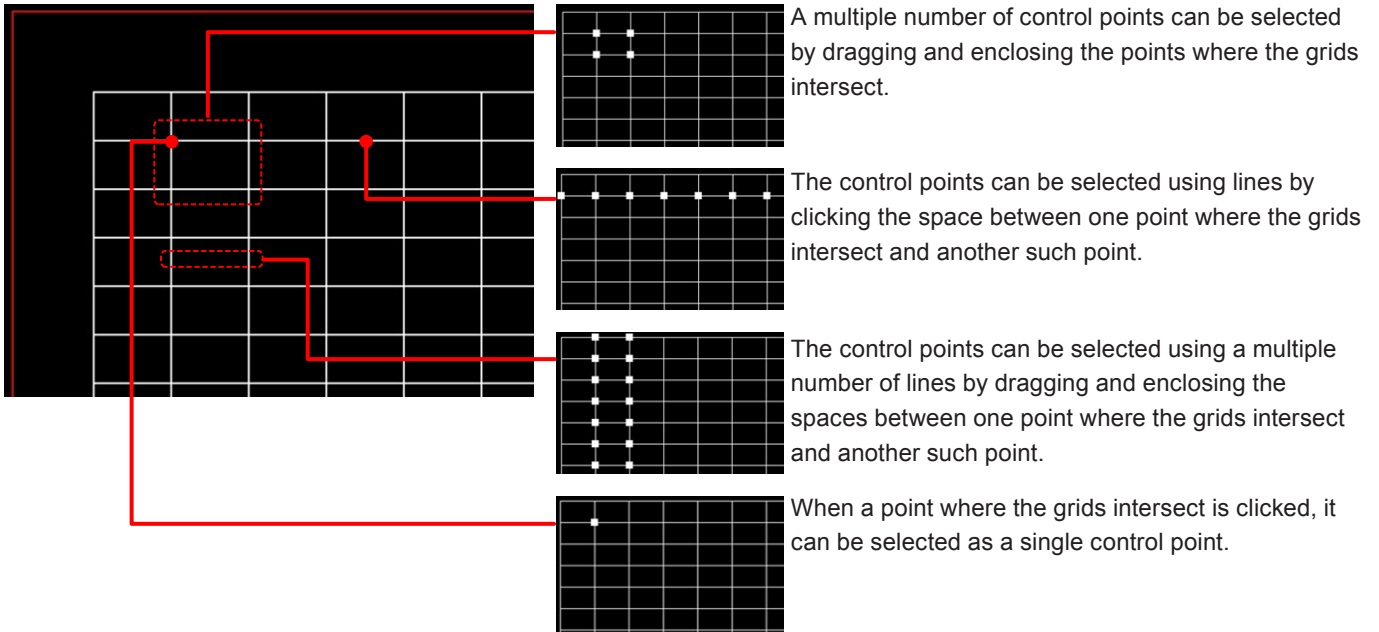 A multiple number of control points can be selected
by dragging and enclosing the points where the grids
intersect.
The control points can be selected using lines by
clicking the space between one point where the grids
intersect and another such point.
The control points can be selected using a multiple
number of lines by dragging and enclosing the
spaces between one point where the grids intersect
and another such point.
When a point where the grids intersect is clicked, it
can be selected as a single control point.